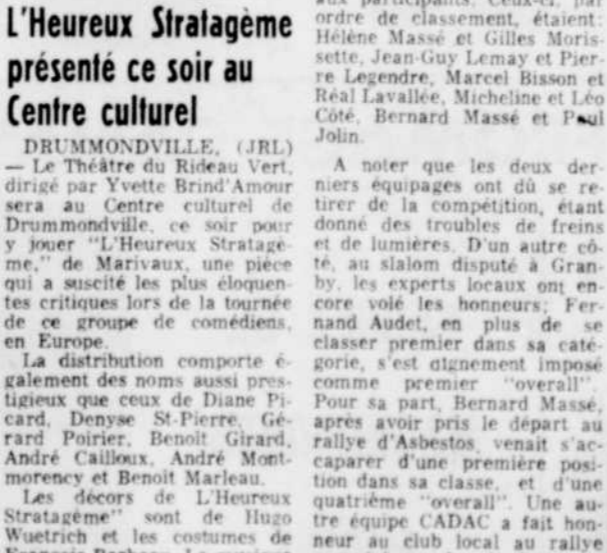 L'Heureux Stratagème
présenté ce soir au
Centre culturel
DRUMMONDVILLE, (JRL)
— Le Théâtre du Rideau Vert,
dirigé par Yvette Brind'Amour
sera au Centre culturel de
Drummondville, ce soir pour
y jouer "L'Heureux Stratagè-
me," de Marivaux, une pièce
qui a suscité les plus éloquen-
tes critiques lors de la tournée
de ce groupe de comédiens,
en Europe.
La distribution comporte é-
galement des noms aussi pres-
tigieux que ceux de Diane Pi-
card, Denyse St-Pierre, Gé-
rard Poirier, Benoît Girard,
André Cailloux, André Mont-
morency et Benoit Marleau.
Les décors de L'Heureux
Stratagème" sont de Hugo
Wuetrich et les costumes de
aux participants. Ceux-ci, par
ordre de classement, étaient:
Hélène Massé et Gilles Moris-
sette, Jean-Guy Lemay et Pier-
re Legendre, Marcel Bisson et
Réal Lavallée, Micheline et Léo
Côté, Bernard Massé et Paul
Jolin.
A noter que les deux der-
niers équipages ont dû se re-
tirer de la compétition, étant
donné des troubles de freins
et de lumières. D'un autre cô-
té, au slalom disputé à Gran-
by, les experts locaux ont en-
core volé les honneurs; Fer-
nand Audet, en plus de se
classer premier dans sa caté-
gorie, s'est dignement imposé
comme premier "overall".
Pour sa part, Bernard Massé,
après avoir pris le départ au
rallye d'Asbestos, venait s'ac-
caparer d'une première posi-
tion dans sa classe, et d'une
quatrième "overall". Une au-
tre équipe CADAC a fait hon-
neur au club local au rallye